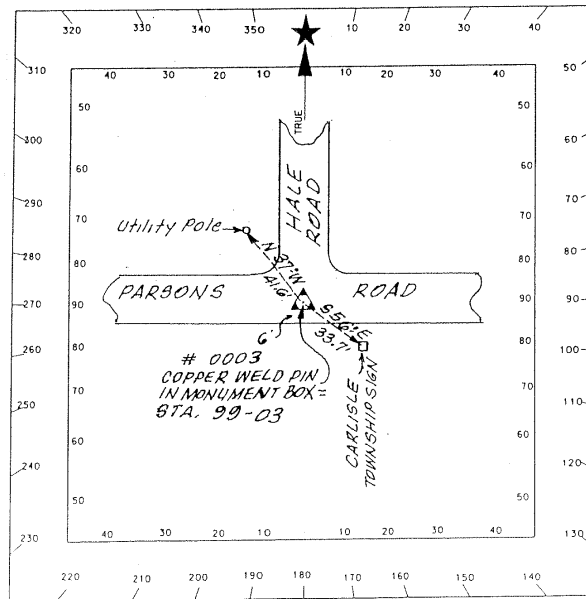 320 330 340 350 10 20 30 40
310 50
40 30 20 10 10 20 30 40
50 50
TRUE
300 60
60 60
HALE
ROAD
290 70
70 70
Utility Pole
N 37° W
41.6'
280 80
80 80
PARSONS ROAD
270 90
90 90
S 56° E
33.7'
6'
260 100
80 80
# 0003
COPPER WELD PIN
IN MONUMENT BOX =
STA. 99-03
CARLISLE
TOWNSHIP SIGN
250 110
70 70
240 120
60 60
50 50
230 130
40 30 20 10 10 20 30 40
220 210 200 190 180 170 160 150 140